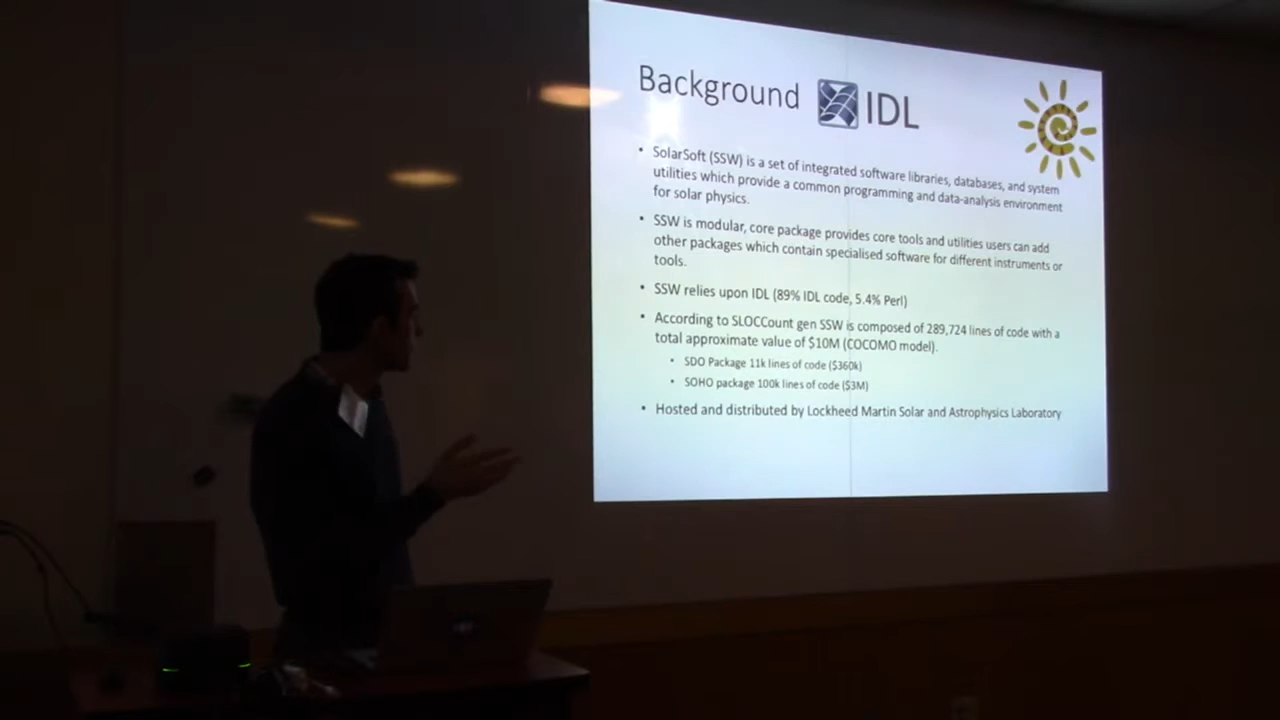 Background IDL
• SolarSoft (SSW) is a set of integrated software libraries, databases, and system
utilities which provide a common programming and data-analysis environment
for solar physics.
• SSW is modular, core package provides core tools and utilities users can add
other packages which contain specialised software for different instruments or
tools.
• SSW relies upon IDL (89% IDL code, 5.4% Perl)
• According to SLOCCount gen SSW is composed of 289,724 lines of code with a
total approximate value of $10M (COCOMO model).
• SDO Package 11k lines of code ($360k)
• SOHO package 100k lines of code ($3M)
• Hosted and distributed by Lockheed Martin Solar and Astrophysics Laboratory